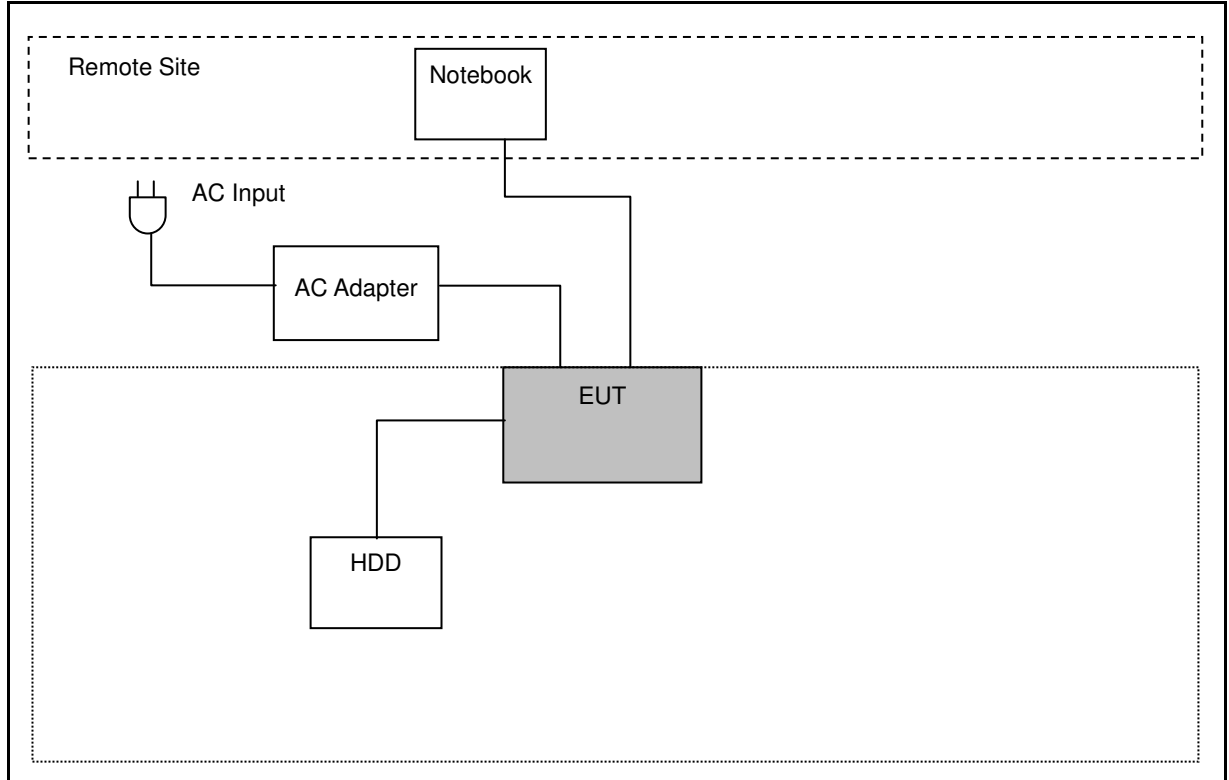 Remote Site
Notebook
AC Input
AC Adapter
EUT
HDD